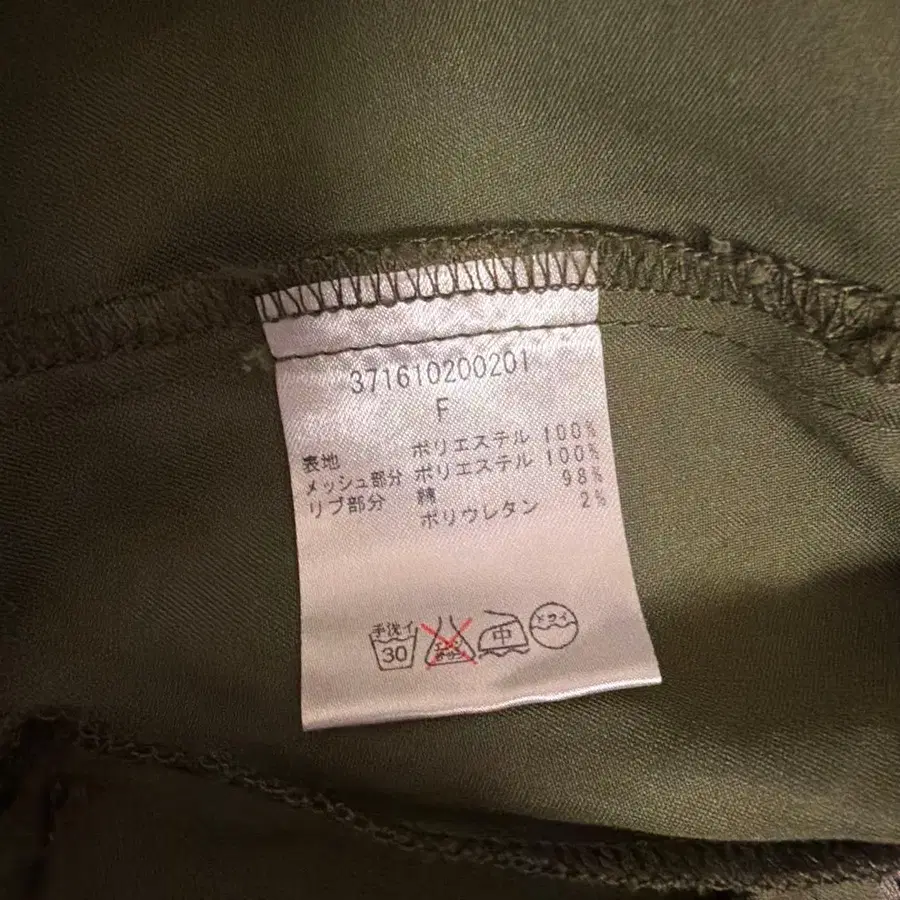 371610200201
F
表地 ポリエステル 100%
メッシュ部分 ポリエステル 100%
リブ部分 綿 98%
ポリウレタン 2%
手洗イ
30
中
ドライ